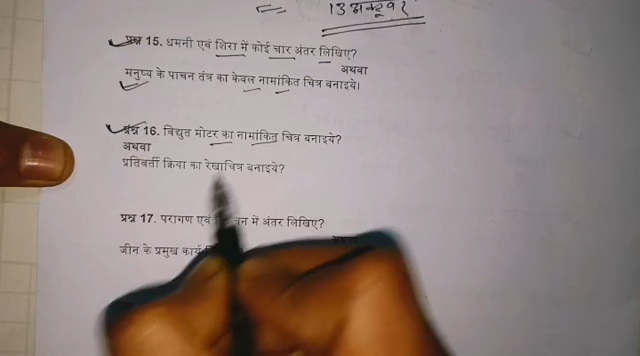 13 अक्टूबर
प्रश्न 15. धमनी एवं शिरा में कोई चार अंतर लिखिए?
अथवा
मनुष्य के पाचन तंत्र का केवल नामांकित चित्र बनाइये।
प्रश्न 16. विद्युत मोटर का नामांकित चित्र बनाइये?
अथवा
प्रतिवर्ती क्रिया का रेखाचित्र बनाइये?
प्रश्न 17. परागण एवं में अंतर लिखिए?
अथवा
जीन के प्रमुख कार्य